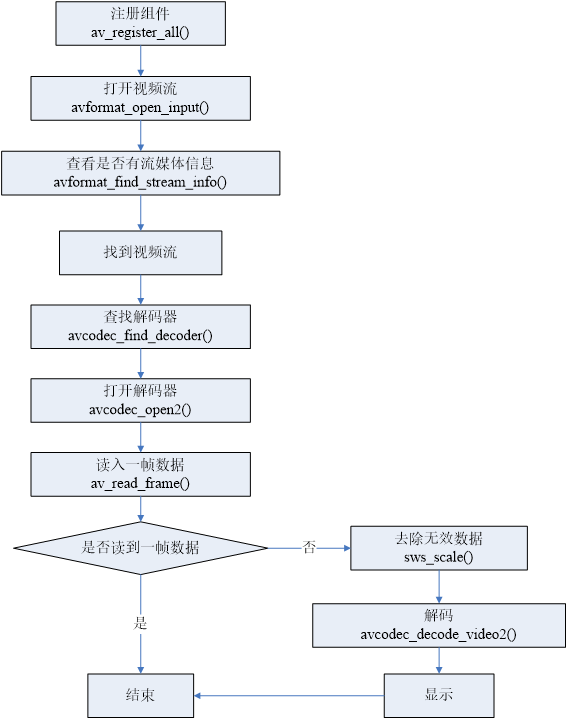 注册组件
av_register_all()
打开视频流
avformat_open_input()
查看是否有流媒体信息
avformat_find_stream_info()
找到视频流
查找解码器
avcodec_find_decoder()
打开解码器
avcodec_open2()
读入一帧数据
av_read_frame()
是否读到一帧数据
否
去除无效数据
sws_scale()
解码
avcodec_decode_video2()
是
结束
显示